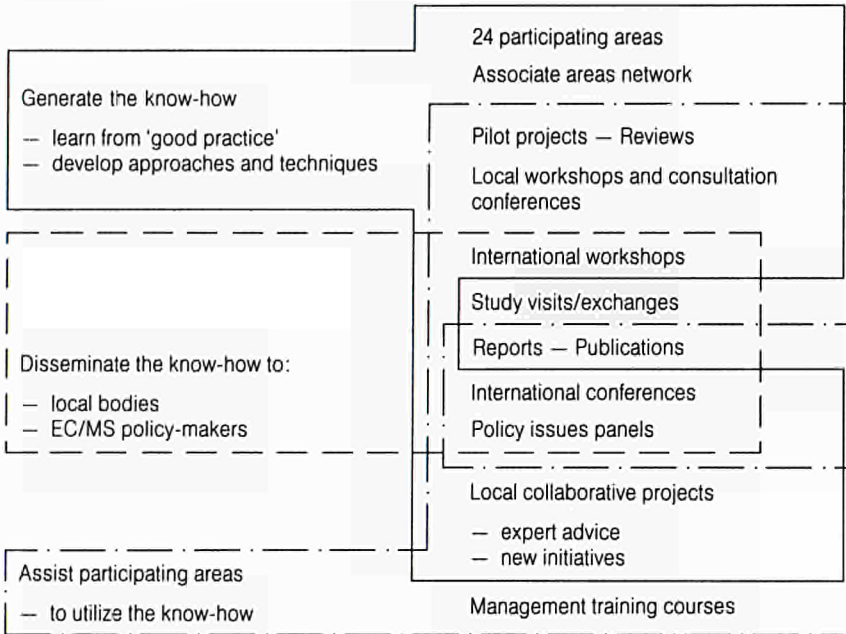 Generate the know-how
— learn from 'good practice'
— develop approaches and techniques
Disseminate the know-how to:
— local bodies
— EC/MS policy-makers
Assist participating areas
— to utilize the know-how
24 participating areas
Associate areas network
Pilot projects — Reviews
Local workshops and consultation
conferences
International workshops
Study visits/exchanges
Reports — Publications
International conferences
Policy issues panels
Local collaborative projects
— expert advice
— new initiatives
Management training courses